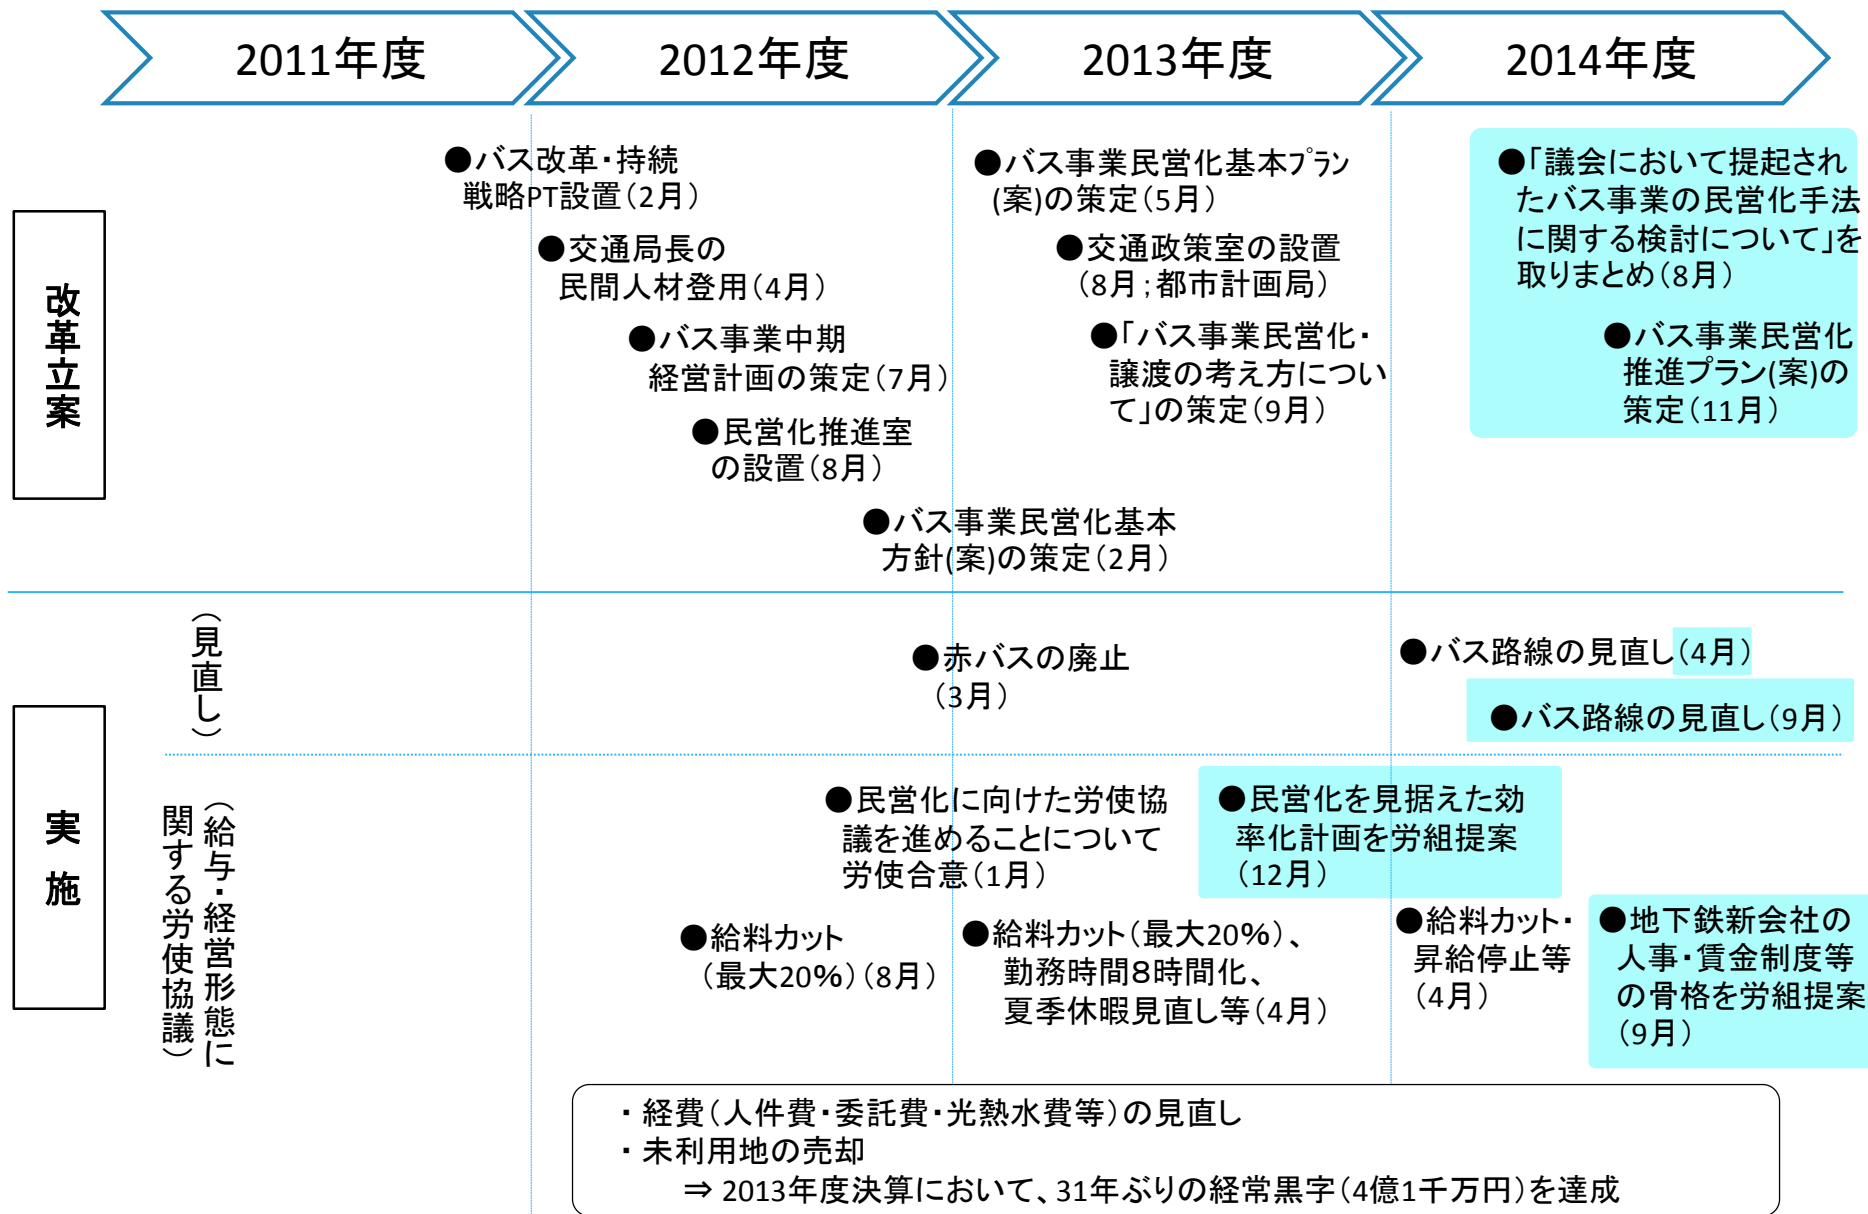 2011年度
2012年度
2013年度
2014年度
改革立案
●バス改革・持続
戦略PT設置(2月)
●交通局長の
民間人材登用(4月)
●バス事業中期
経営計画の策定(7月)
●民営化推進室
の設置(8月)
●バス事業民営化基本
方針(案)の策定(2月)
●バス事業民営化基本プラン
(案)の策定(5月)
●交通政策室の設置
(8月;都市計画局)
●「バス事業民営化・
譲渡の考え方につい
て」の策定(9月)
●「議会において提起され
たバス事業の民営化手法
に関する検討について」を
取りまとめ(8月)
●バス事業民営化
推進プラン(案)の
策定(11月)
実施
(見直し)
●赤バスの廃止
(3月)
●バス路線の見直し(4月)
●バス路線の見直し(9月)
(給与・経営形態に
関する労使協議)
●民営化に向けた労使協
議を進めることについて
労使合意(1月)
●民営化を見据えた効
率化計画を労組提案
(12月)
●給料カット
(最大20%)(8月)
●給料カット(最大20%)、
勤務時間8時間化、
夏季休暇見直し等(4月)
●給料カット・
昇給停止等
(4月)
●地下鉄新会社の
人事・賃金制度等
の骨格を労組提案
(9月)
・経費(人件費・委託費・光熱水費等)の見直し
・未利用地の売却
⇒ 2013年度決算において、31年ぶりの経常黒字(4億1千万円)を達成